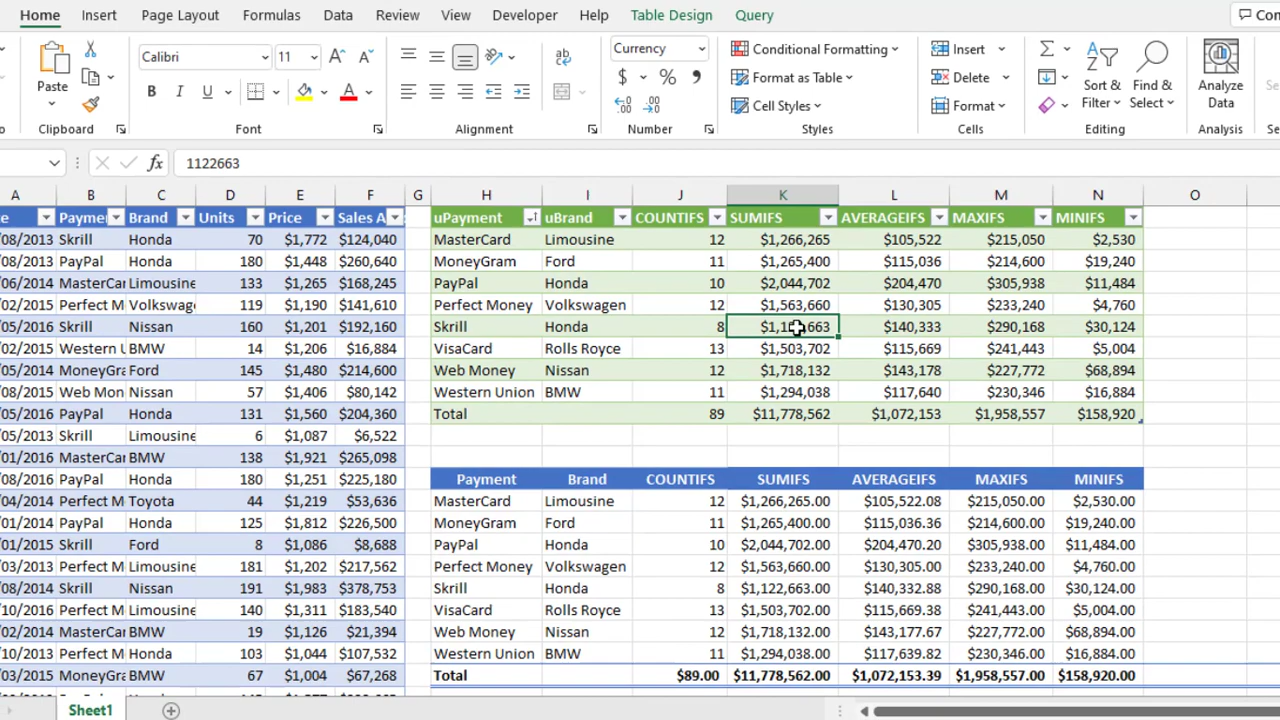 Home Insert Page Layout Formulas Data Review View Developer Help Table Design Query
Calibri 11 Currency Conditional Formatting Insert
Paste Format as Table Delete Sort & Find & Analyze
Cell Styles Format Filter Select Data
Clipboard Font Alignment Number Styles Cells Editing Analysis
fx 1122663
A B C D E F G H I J K L M N O
Brand Units Price uPayment uBrand COUNTIFS SUMIFS AVERAGEIFS MAXIFS MINIFS
/08/2013 Skrill Honda 70 $1,772 $124,040 MasterCard Limousine 12 $1,266,265 $105,522 $215,050 $2,530
/08/2013 PayPal Honda 180 $1,448 $260,640 MoneyGram Ford 11 $1,265,400 $115,036 $214,600 $19,240
/06/2014 MasterCar Limousine 133 $1,265 $168,245 PayPal Honda 10 $2,044,702 $204,470 $305,938 $11,484
/02/2015 Perfect M Volkswag 119 $1,190 $141,610 Perfect Money Volkswagen 12 $1,563,660 $130,305 $233,240 $4,760
/05/2016 Skrill Nissan 160 $1,201 $192,160 Skrill Honda 8 $140,333 $290,168 $30,124
/02/2015 Western U BMW 14 $1,206 $16,884 VisaCard Rolls Royce 13 $1,503,702 $115,669 $241,443 $5,004
/05/2014 MoneyGra Ford 145 $1,480 $214,600 Web Money Nissan 12 $1,718,132 $143,178 $227,772 $68,894
/08/2015 Web Mon Nissan 57 $1,406 $80,142 Western Union BMW 11 $1,294,038 $117,640 $230,346 $16,884
/05/2016 PayPal Honda 131 $1,560 $204,360 Total 89 $11,778,562 $1,072,153 $1,958,557 $158,920
/05/2013 Skrill Limousine 6 $1,087 $6,522
/01/2016 MasterCar BMW 138 $1,921 $265,098
/08/2016 PayPal Honda 180 $1,251 $225,180 Payment Brand COUNTIFS SUMIFS AVERAGEIFS MAXIFS MINIFS
/04/2014 Perfect M Toyota 44 $1,219 $53,636 MasterCard Limousine 12 $1,266,265.00 $105,522.08 $215,050.00 $2,530.00
/01/2014 PayPal Honda 125 $1,812 $226,500 MoneyGram Ford 11 $1,265,400.00 $115,036.36 $214,600.00 $19,240.00
/01/2015 Skrill Ford 8 $1,086 $8,688 PayPal Honda 10 $2,044,702.00 $204,470.20 $305,938.00 $11,484.00
/03/2013 Perfect M Limousine 181 $1,202 $217,562 Perfect Money Volkswagen 12 $1,563,660.00 $130,305.00 $233,240.00 $4,760.00
/08/2014 Skrill Nissan 191 $1,983 $378,753 Skrill Honda 8 $1,122,663.00 $140,332.88 $290,168.00 $30,124.00
/10/2016 Perfect M Limousine 140 $1,311 $183,540 VisaCard Rolls Royce 13 $1,503,702.00 $115,669.38 $241,443.00 $5,004.00
/02/2014 MasterCar BMW 19 $1,126 $21,394 Web Money Nissan 12 $1,718,132.00 $143,177.67 $227,772.00 $68,894.00
/10/2013 Perfect M BMW 103 $1,044 $107,532 Western Union BMW 11 $1,294,038.00 $117,639.82 $230,346.00 $16,884.00
/03/2015 MoneyGra BMW 67 $1,004 $67,268 Total $89.00 $11,778,562.00 $1,072,153.39 $1,958,557.00 $158,920.00
Sheet1